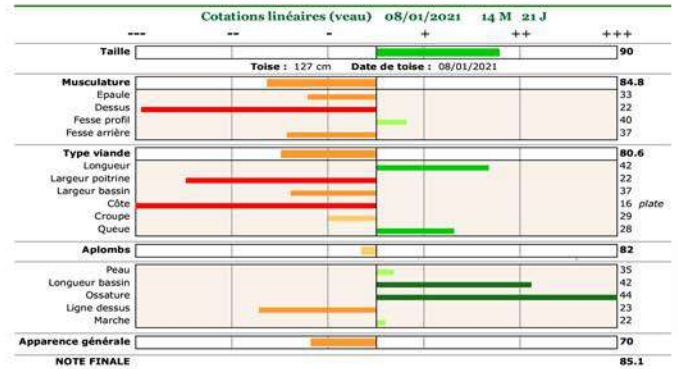 Cotations linéaires (veau) 08/01/2021 14 M 21 J
--- -- - + ++ +++
Taille 90
Toise : 127 cm Date de toise : 08/01/2021
Musculature 84.8
Epaule 33
Dessus 22
Fesse profil 40
Fesse arrière 37
Type viande 80.6
Longueur 42
Largeur poitrine 22
Largeur bassin 37
Côte 16 plate
Croupe 29
Queue 28
Aplombs 82
Peau 35
Longueur bassin 42
Ossature 44
Ligne dessus 23
Marche 22
Apparence générale 70
NOTE FINALE 85.1